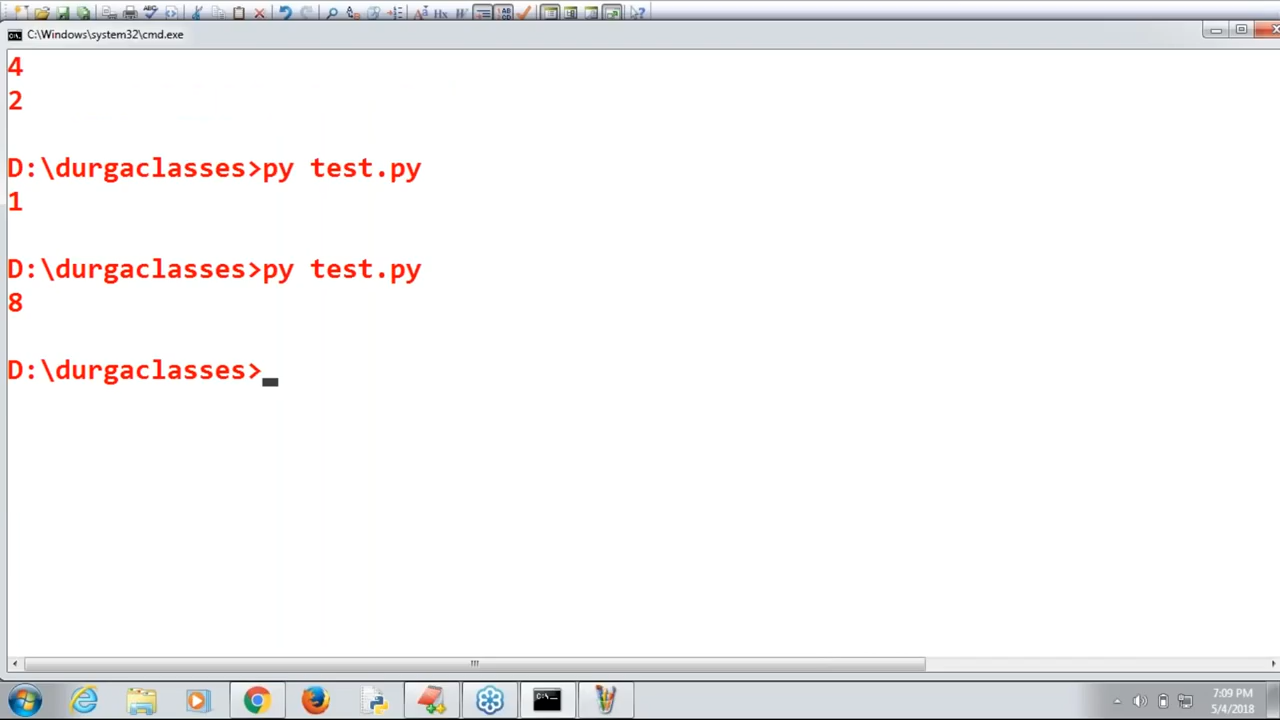 C:\Windows\system32\cmd.exe
4
2
D:\durgaclasses>py test.py
1
D:\durgaclasses>py test.py
8
D:\durgaclasses>
7:09 PM
5/4/2018